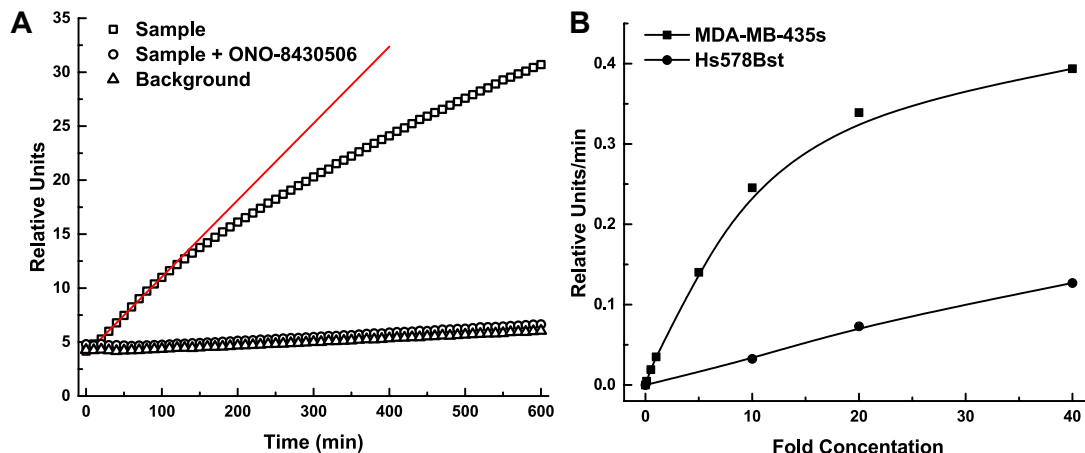 A
Sample
Sample + ONO-8430506
Background
35
30
25
20
15
10
5
0
Relative Units
0 100 200 300 400 500 600
Time (min)
B
MDA-MB-435s
Hs578Bst
0.4
0.3
0.2
0.1
0.0
Relative Units/min
0 10 20 30 40
Fold Concentation